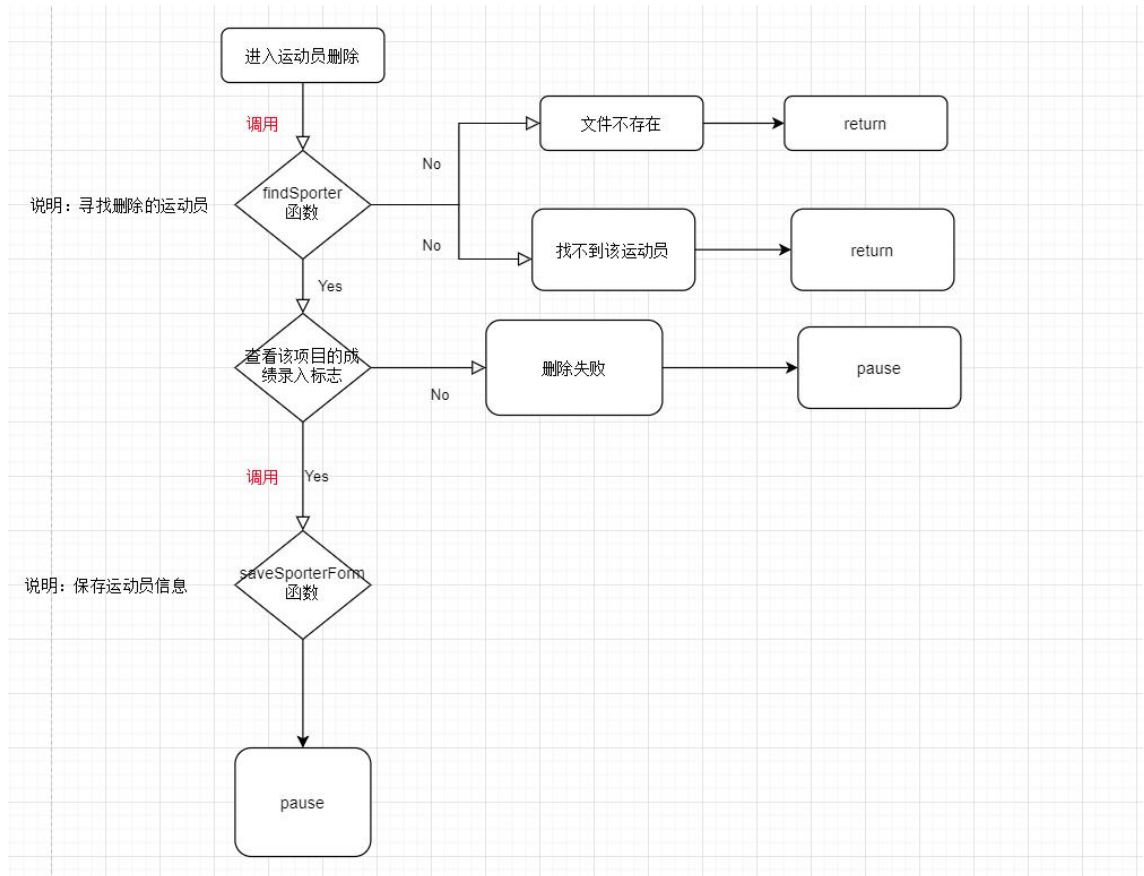 进入运动员删除
调用
文件不存在
return
No
findSporter
函数
说明：寻找删除的运动员
No
找不到该运动员
return
Yes
查看该项目的成
绩录入标志
删除失败
pause
No
调用
Yes
saveSporterForm
函数
说明：保存运动员信息
pause